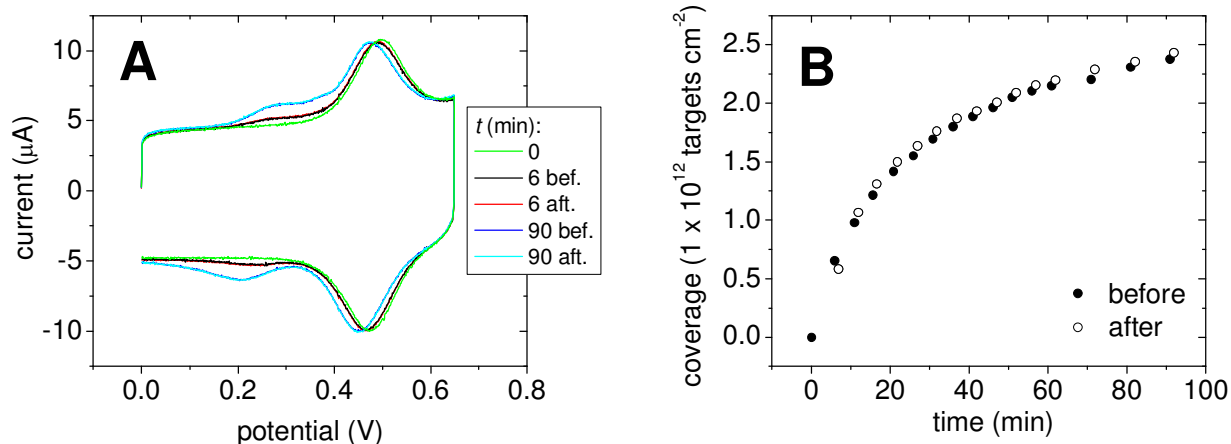 A
10
5
0
-5
-10
0.0 0.2 0.4 0.6 0.8
current (μA)
potential (V)
t (min):
0
6 bef.
6 aft.
90 bef.
90 aft.
B
2.5
2.0
1.5
1.0
0.5
0.0
0 20 40 60 80 100
coverage (1 x 10¹² targets cm⁻²)
time (min)
before
after